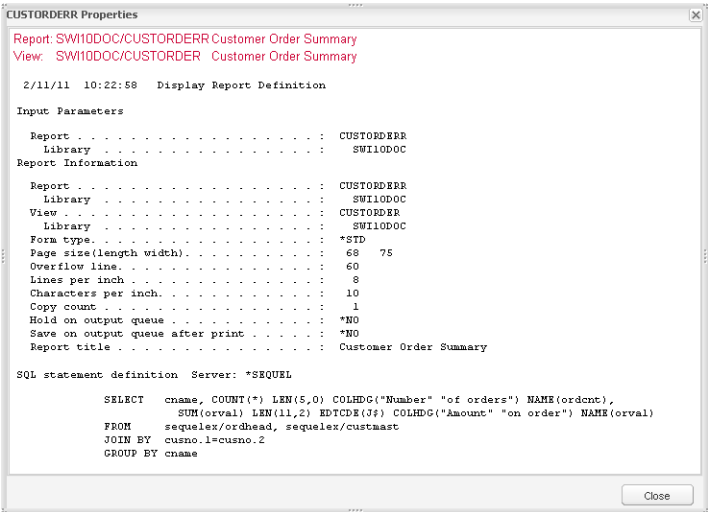 CUSTORDERR Properties
Report: SWI10DOC/CUSTORDERR Customer Order Summary
View: SWI10DOC/CUSTORDER Customer Order Summary
2/11/11 10:22:58 Display Report Definition
Input Parameters
Report . . . . . . . . . . . . . . . . . . . : CUSTORDERR
Library . . . . . . . . . . . . . . . . . : SWI10DOC
Report Information
Report . . . . . . . . . . . . . . . . . . . : CUSTORDERR
Library . . . . . . . . . . . . . . . . . : SWI10DOC
View . . . . . . . . . . . . . . . . . . . . : CUSTORDER
Library . . . . . . . . . . . . . . . . . : SWI10DOC
Form type. . . . . . . . . . . . . . . . . . : *STD
Page size(length width). . . . . . . . . . . : 68 75
Overflow line. . . . . . . . . . . . . . . . : 60
Lines per inch . . . . . . . . . . . . . . . : 8
Characters per inch. . . . . . . . . . . . . : 10
Copy count . . . . . . . . . . . . . . . . . : 1
Hold on output queue . . . . . . . . . . . . : *NO
Save on output queue after print . . . . . . : *NO
Report title . . . . . . . . . . . . . . . . : Customer Order Summary
SQL statement definition Server: *SEQUEL
SELECT cname, COUNT(*) LEN(5,0) COLHDG("Number" "of orders") NAME(ordcnt),
SUM(orval) LEN(11,2) EDTCDE(J$) COLHDG("Amount" "on order") NAME(orval)
FROM sequelex/ordhead, sequelex/custmast
JOIN BY cusno.1=cusno.2
GROUP BY cname
Close